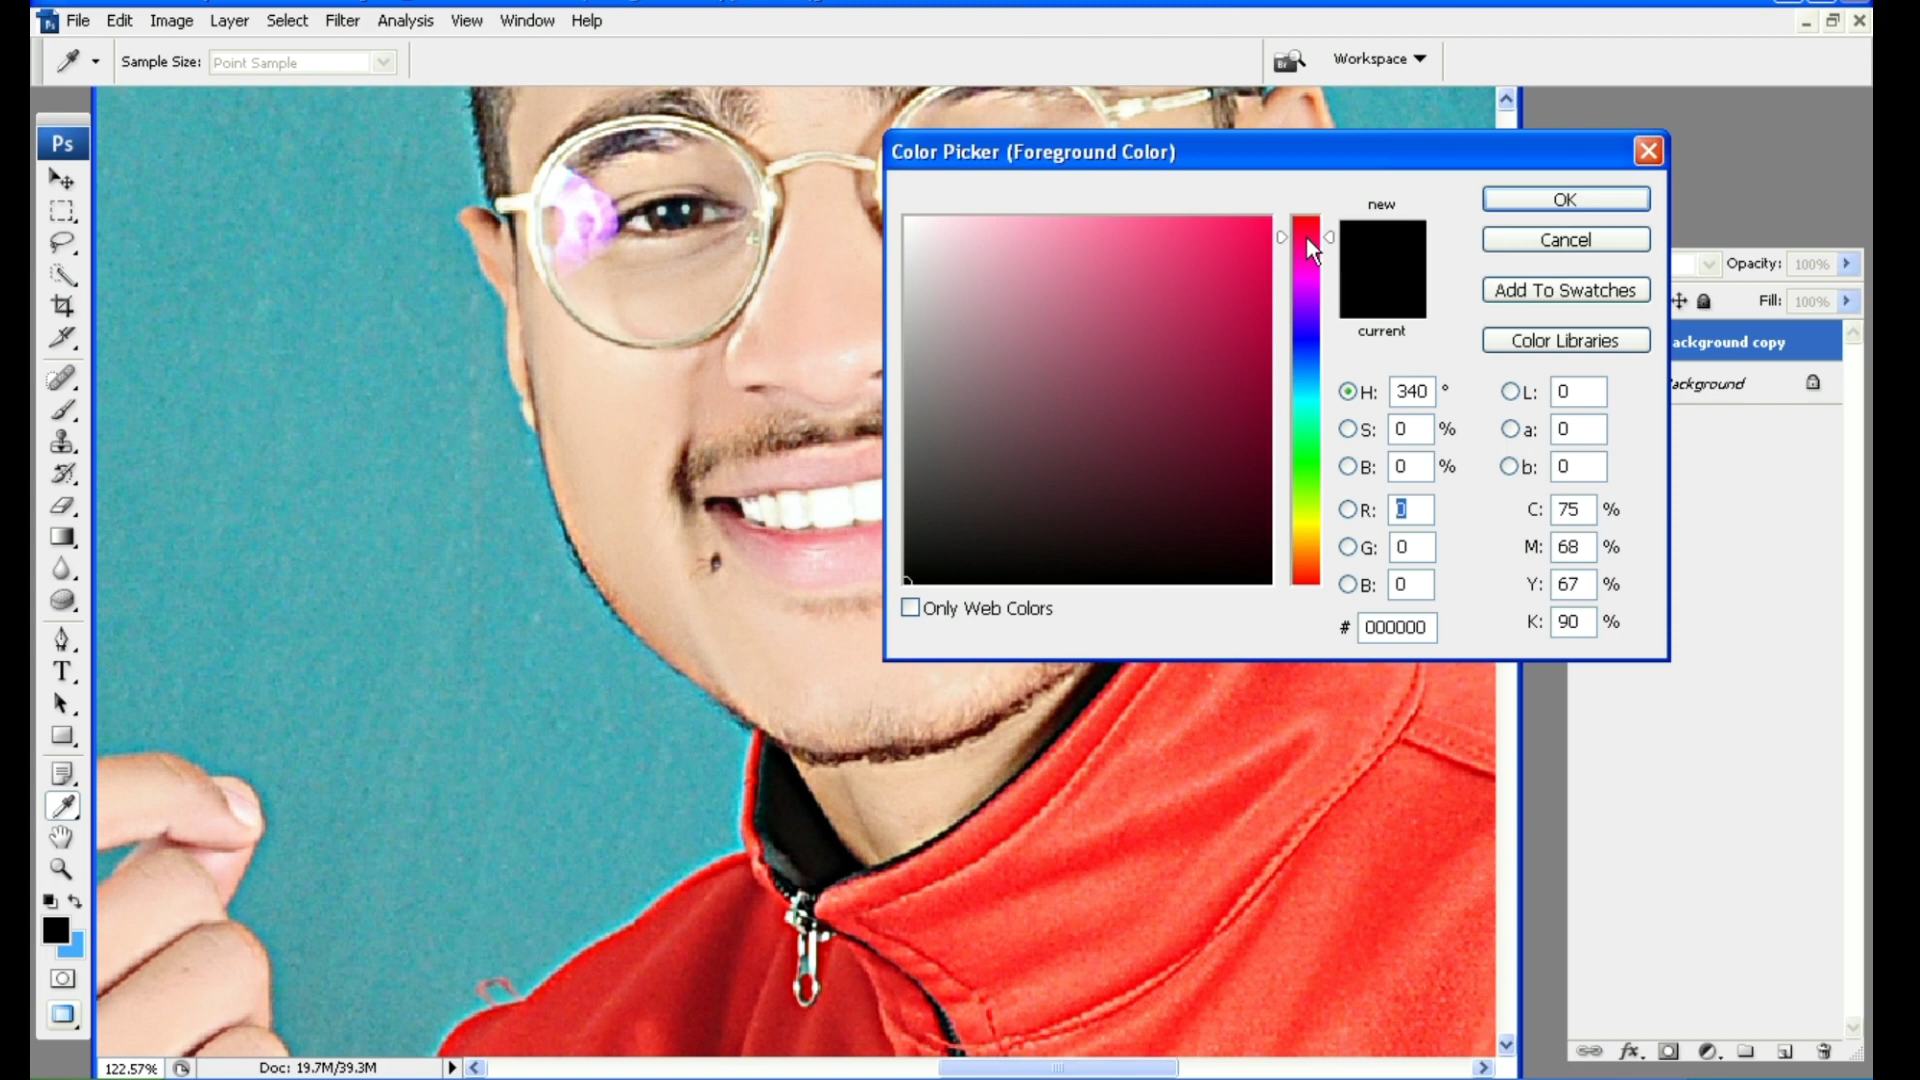 File Edit Image Layer Select Filter Analysis View Window Help
Sample Size: Point Sample
Workspace
Ps
Color Picker (Foreground Color)
new
current
OK
Cancel
Add To Swatches
Color Libraries
H: 340 °
S: 0 %
B: 0 %
R: 0
G: 0
B: 0
# 000000
L: 0
a: 0
b: 0
C: 75 %
M: 68 %
Y: 67 %
K: 90 %
Only Web Colors
Opacity: 100%
Fill: 100%
ackground copy
ackground
122.57% Doc: 19.7M/39.3M